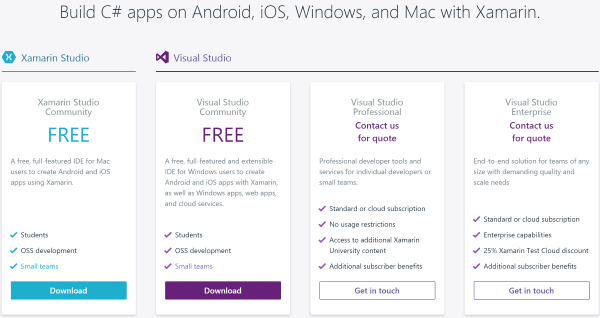 Build C# apps on Android, iOS, Windows, and Mac with Xamarin.
Xamarin Studio
Visual Studio
Xamarin Studio
Community
FREE
A free, full-featured IDE for Mac
users to create Android and iOS
apps using Xamarin.
Students
OSS development
Small teams
Download
Visual Studio
Community
FREE
A free, full-featured and extensible
IDE for Windows users to create
Android and iOS apps with Xamarin,
as well as Windows apps, web apps,
and cloud services.
Students
OSS development
Small teams
Download
Visual Studio
Professional
Contact us
for quote
Professional developer tools and
services for individual developers or
small teams.
Standard or cloud subscription
No usage restrictions
Access to additional Xamarin
University content
Additional subscriber benefits
Get in touch
Visual Studio
Enterprise
Contact us
for quote
End-to-end solution for teams of any
size with demanding quality and
scale needs
Standard or cloud subscription
Enterprise capabilities
25% Xamarin Test Cloud discount
Additional subscriber benefits
Get in touch